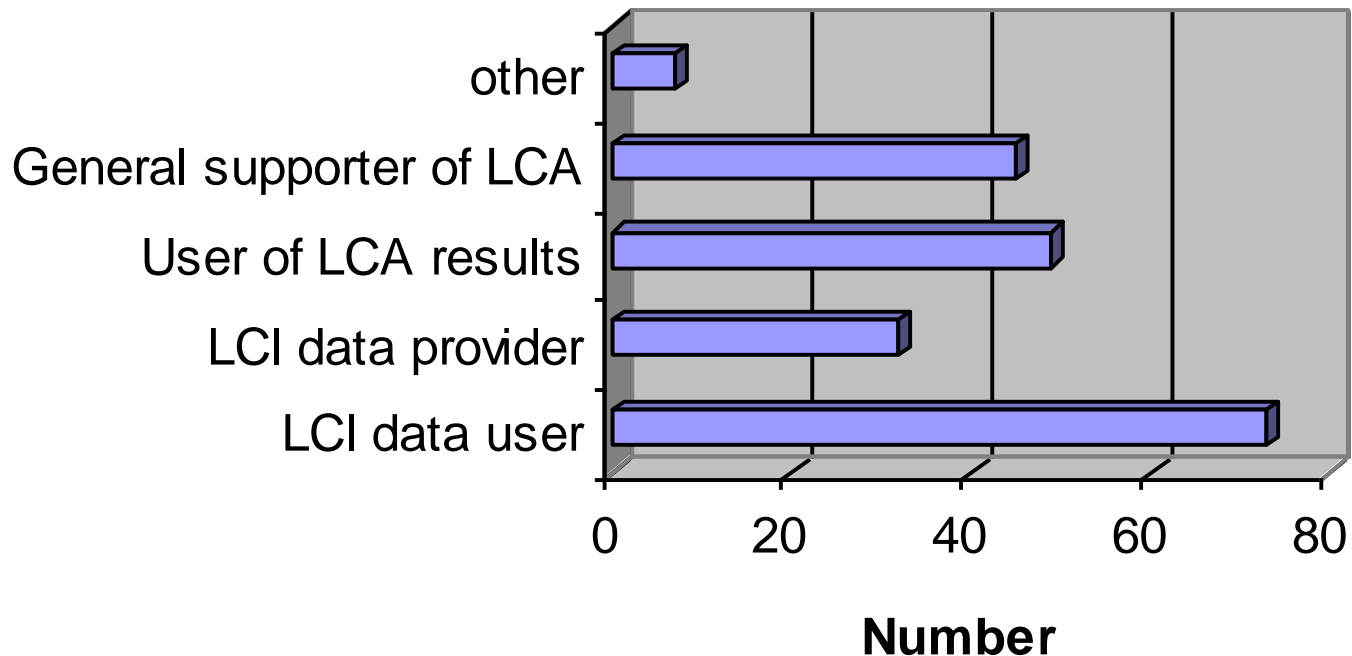 other
General supporter of LCA
User of LCA results
LCI data provider
LCI data user
0 20 40 60 80
Number